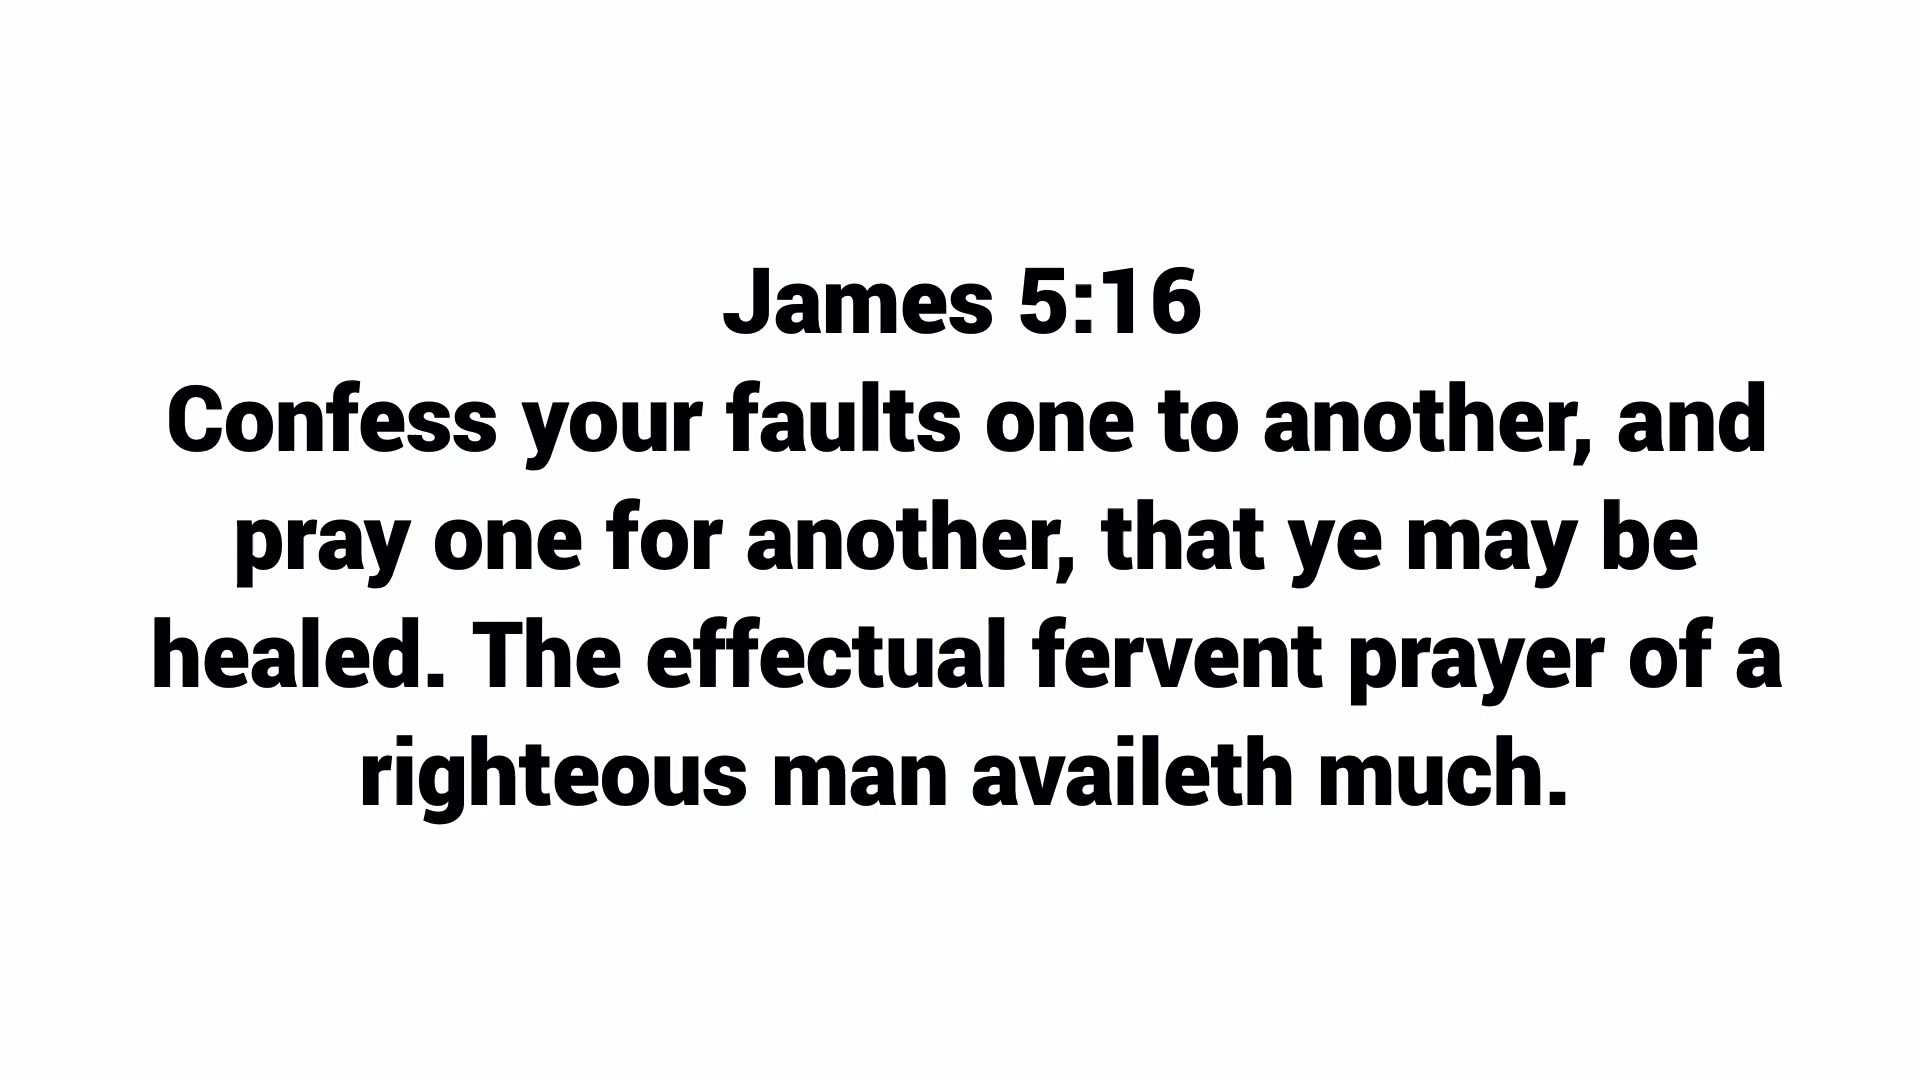 James 5:16
Confess your faults one to another, and
pray one for another, that ye may be
healed. The effectual fervent prayer of a
righteous man availeth much.